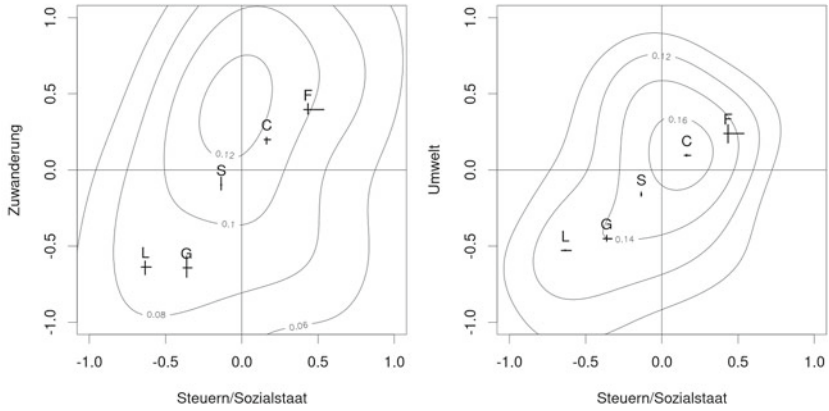 Zuwanderung
1.0
0.5
0.0
-0.5
-1.0
F
C
0.12
S
0.1
L
G
0.08
0.06
-1.0 -0.5 0.0 0.5 1.0
Steuern/Sozialstaat
Umwelt
1.0
0.5
0.0
-0.5
-1.0
0.12
0.16
F
C
S
G
L
0.14
-1.0 -0.5 0.0 0.5 1.0
Steuern/Sozialstaat